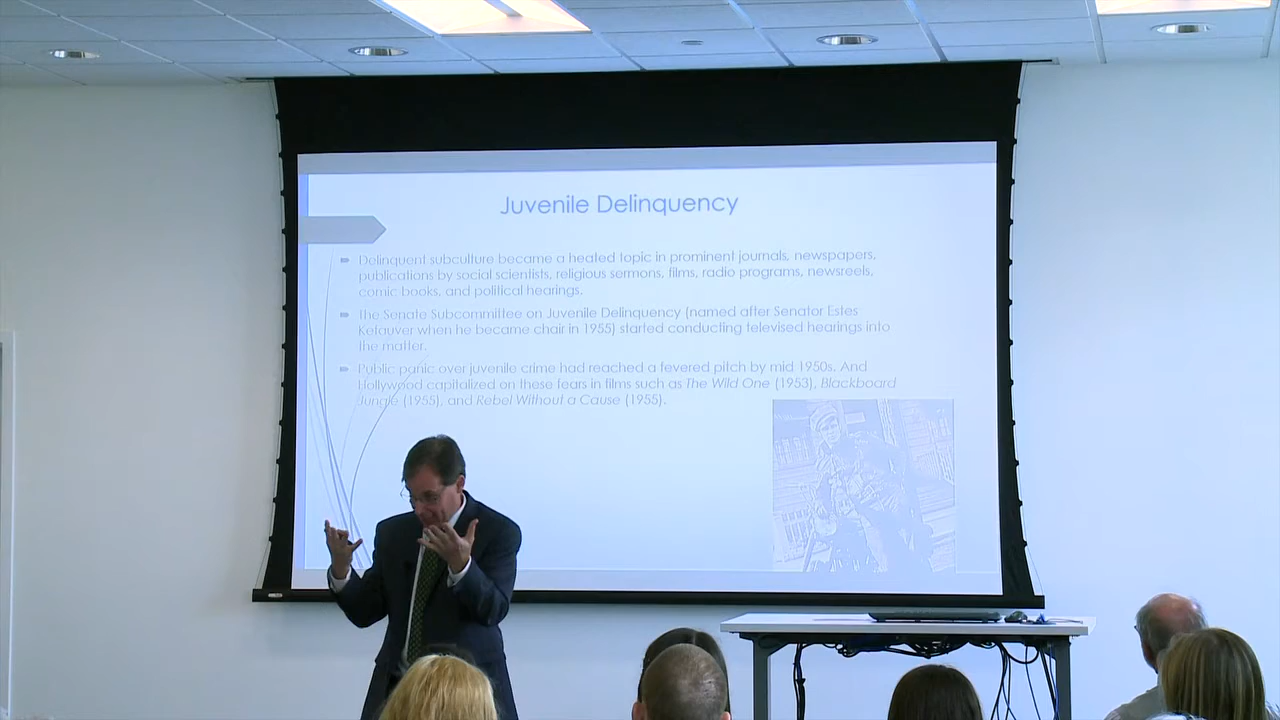 Juvenile Delinquency
Delinquent subculture became a heated topic in prominent journals, newspapers,
publications by social scientists, religious sermons, films, radio programs, newsreels,
comic books, and political hearings.
The Senate Subcommittee on Juvenile Delinquency (named after Senator Estes
Kefauver when he became chair in 1955) started conducting televised hearings into
the matter.
Public panic over juvenile crime had reached a fevered pitch by mid 1950s. And
Hollywood capitalized on these fears in films such as The Wild One (1953), Blackboard
Jungle (1955), and Rebel Without a Cause (1955).